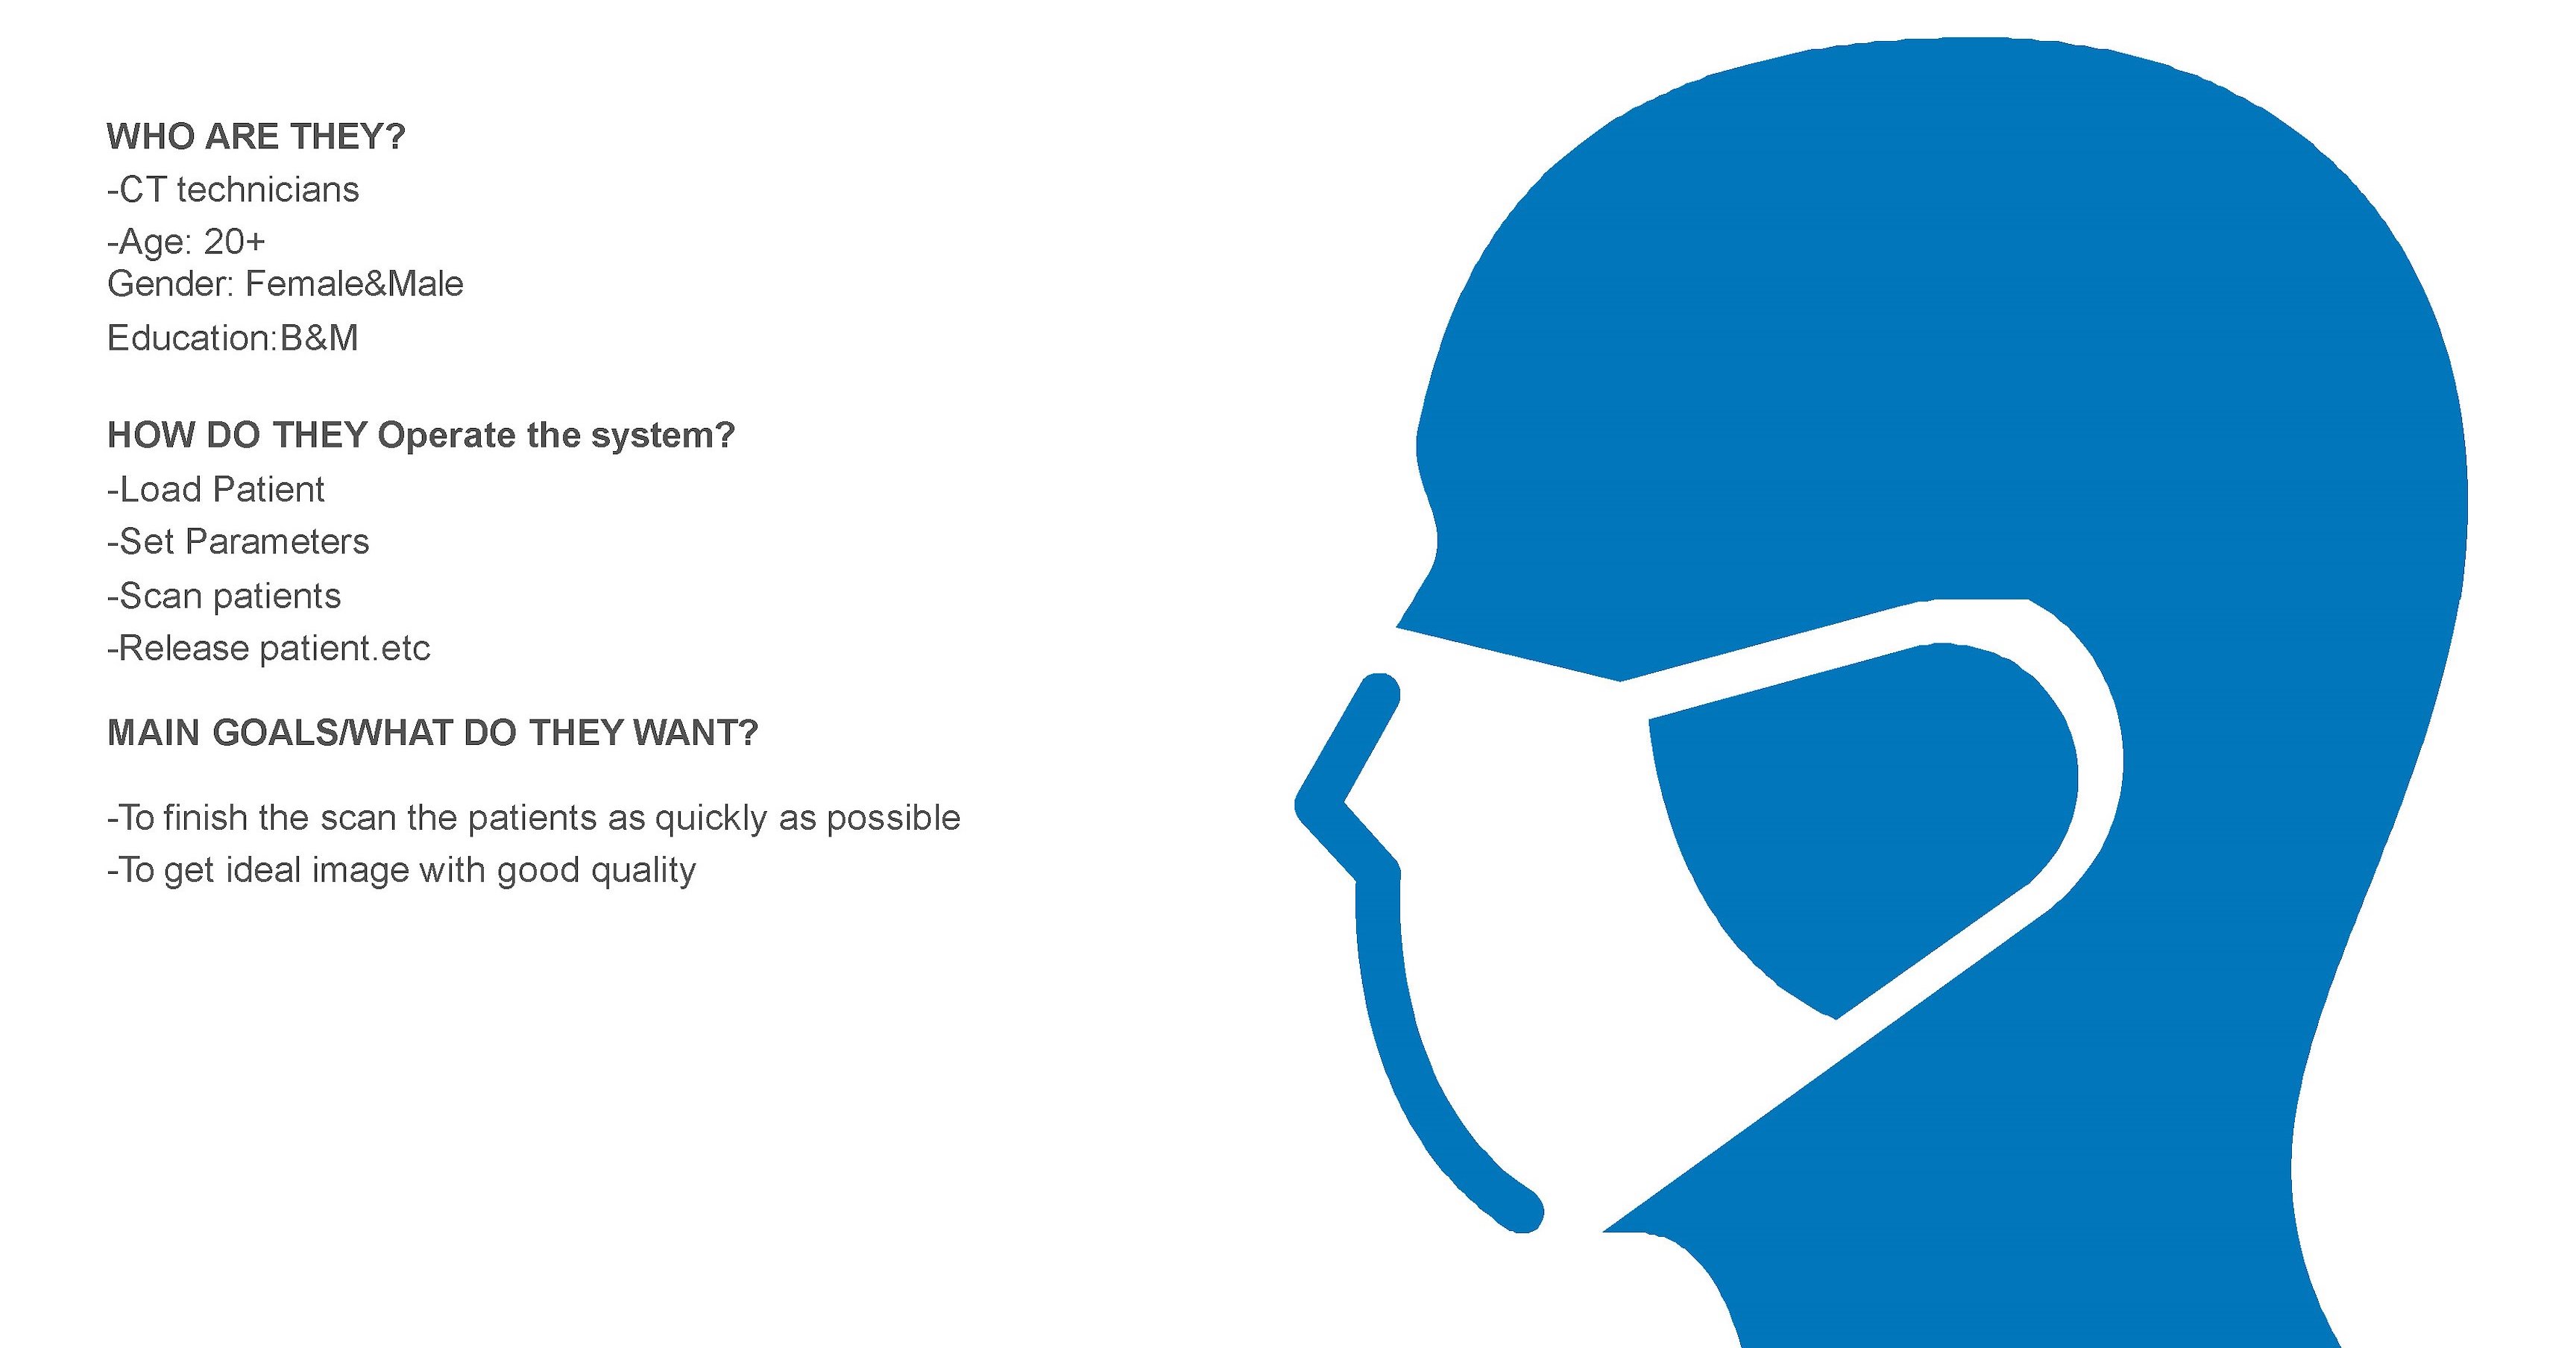 WHO ARE THEY?
-CT technicians
-Age: 20+
Gender: Female&Male
Education:B&M
HOW DO THEY Operate the system?
-Load Patient
-Set Parameters
-Scan patients
-Release patient.etc
MAIN GOALS/WHAT DO THEY WANT?
-To finish the scan the patients as quickly as possible
-To get ideal image with good quality